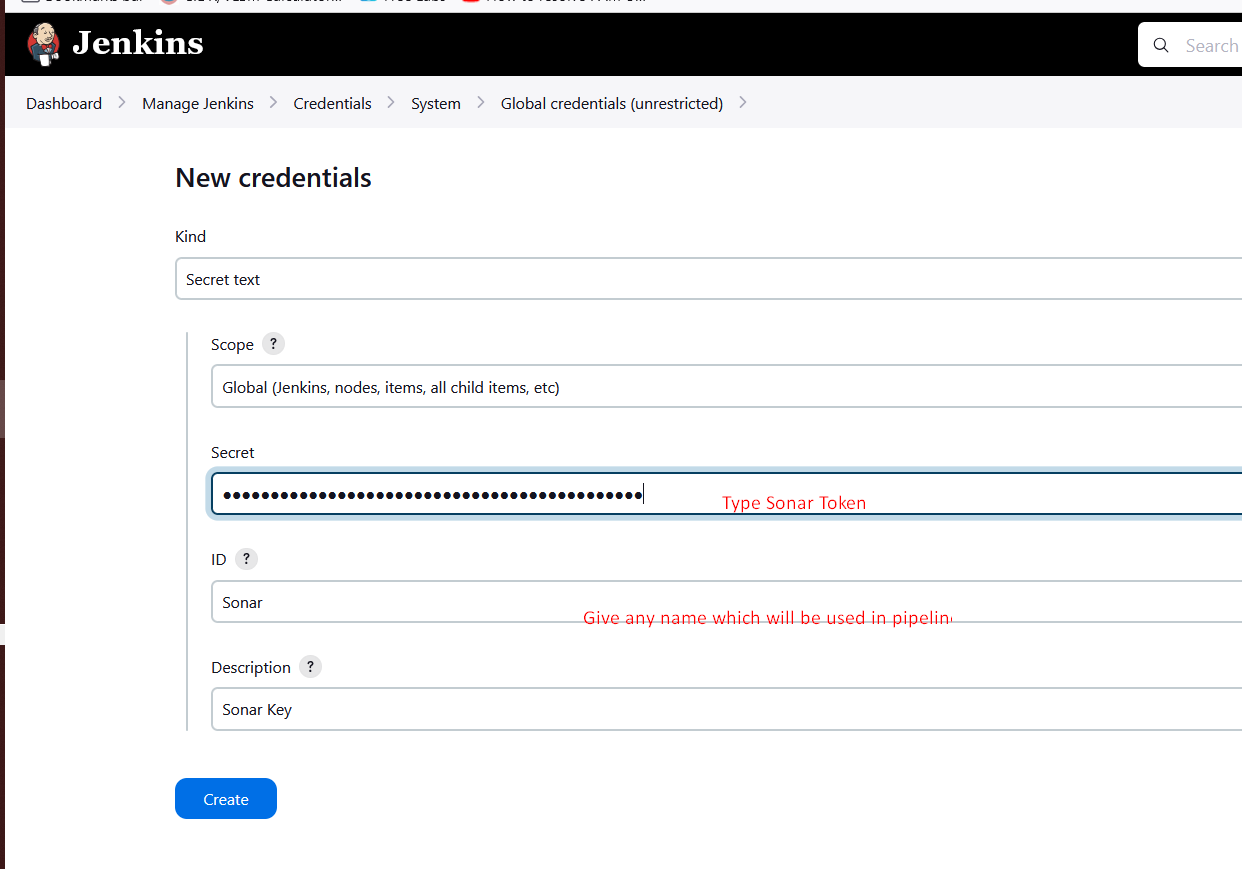 Jenkins
Search
Dashboard > Manage Jenkins > Credentials > System > Global credentials (unrestricted) >
New credentials
Kind
Secret text
Scope ?
Global (Jenkins, nodes, items, all child items, etc)
Secret
••••••••••••••••••••••••••••••••••••••••••••
Type Sonar Token
ID ?
Sonar
Give any name which will be used in pipelin
Description ?
Sonar Key
Create